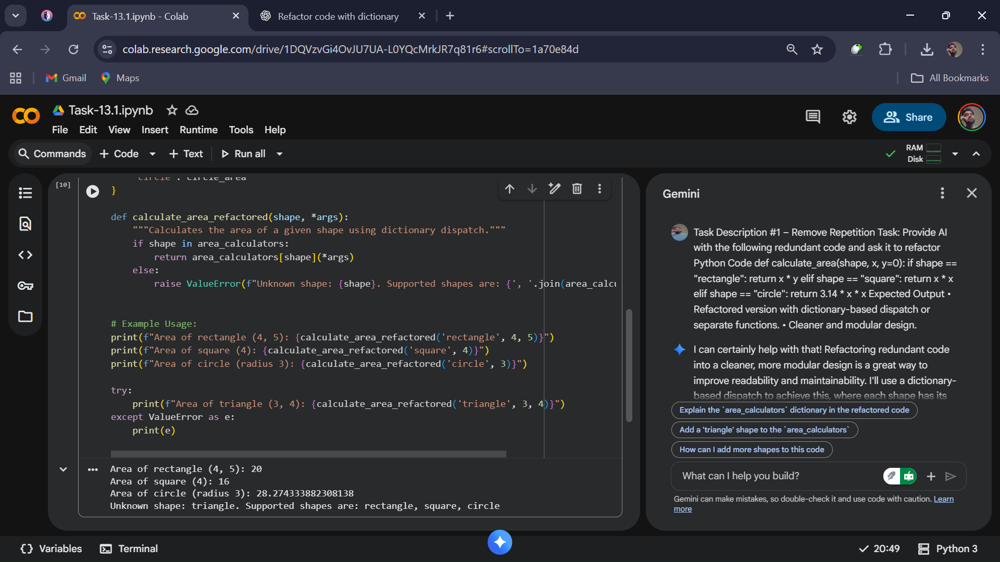 Task-13.1.ipynb - Colab
Refactor code with dictionary
colab.research.google.com/drive/1DQVzvGi4OvJU7UA-L0YQcMrkJR7q81r6#scrollTo=1a70e84d
Gmail
Maps
All Bookmarks
Task-13.1.ipynb
File Edit View Insert Runtime Tools Help
Share
Commands
+ Code
+ Text
Run all
RAM
Disk
[10]
'circle': circle_area
}
def calculate_area_refactored(shape, *args):
"""Calculates the area of a given shape using dictionary dispatch."""
if shape in area_calculators:
return area_calculators[shape](*args)
else:
raise ValueError(f"Unknown shape: {shape}. Supported shapes are: {', '.join(area_calcu
# Example Usage:
print(f"Area of rectangle (4, 5): {calculate_area_refactored('rectangle', 4, 5)}")
print(f"Area of square (4): {calculate_area_refactored('square', 4)}")
print(f"Area of circle (radius 3): {calculate_area_refactored('circle', 3)}")
try:
print(f"Area of triangle (3, 4): {calculate_area_refactored('triangle', 3, 4)}")
except ValueError as e:
print(e)
Area of rectangle (4, 5): 20
Area of square (4): 16
Area of circle (radius 3): 28.274333882308138
Unknown shape: triangle. Supported shapes are: rectangle, square, circle
Gemini
Task Description #1 – Remove Repetition Task: Provide AI
with the following redundant code and ask it to refactor
Python Code def calculate_area(shape, x, y=0): if shape ==
"rectangle": return x * y elif shape == "square": return x * x
elif shape == "circle": return 3.14 * x * x Expected Output •
Refactored version with dictionary-based dispatch or
separate functions. • Cleaner and modular design.
I can certainly help with that! Refactoring redundant code
into a cleaner, more modular design is a great way to
improve readability and maintainability. I'll use a dictionary-
based dispatch to achieve this, where each shape has its
Explain the `area_calculators` dictionary in the refactored code
Add a 'triangle' shape to the `area_calculators`
How can I add more shapes to this code
What can I help you build?
Gemini can make mistakes, so double-check it and use code with caution. Learn
more
Variables
Terminal
20:49
Python 3